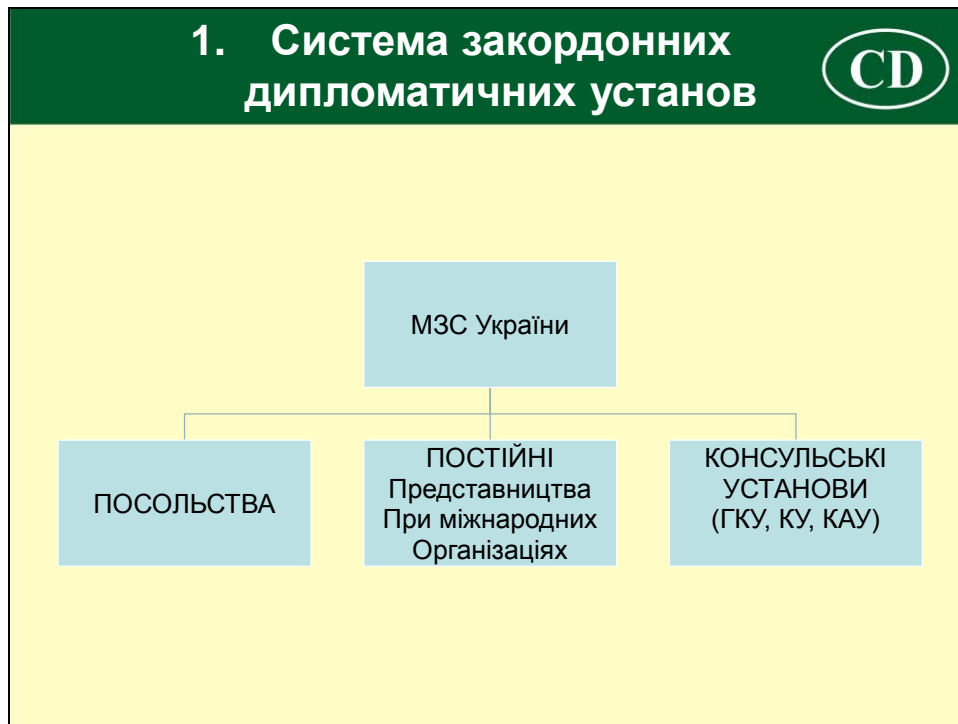 1. Система закордонних
дипломатичних установ
CD
МЗС України
ПОСОЛЬСТВА
ПОСТІЙНІ
Представництва
При міжнародних
Організаціях
КОНСУЛЬСЬКІ
УСТАНОВИ
(ГКУ, КУ, КАУ)